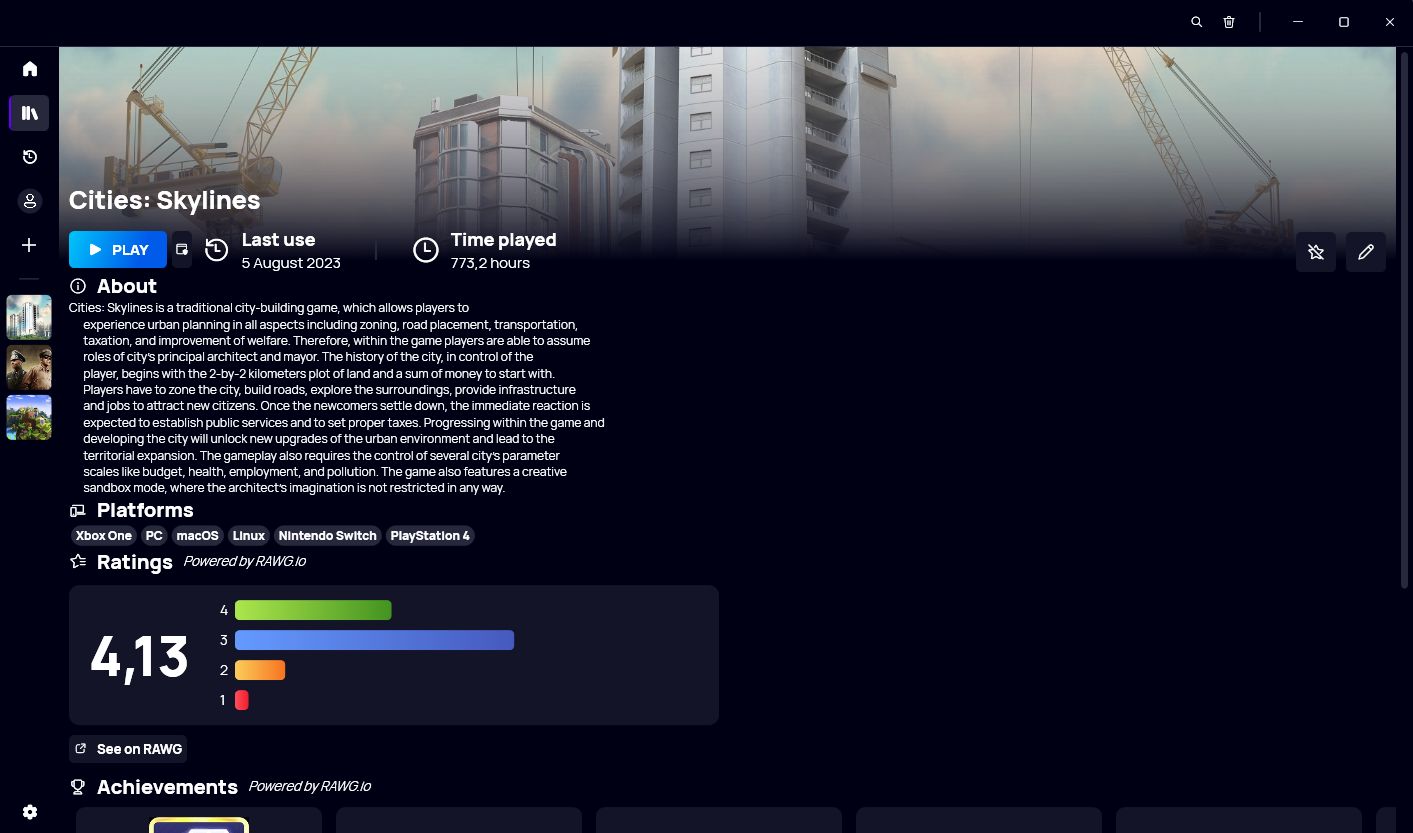 Cities: Skylines
PLAY
Last use
5 August 2023
Time played
773,2 hours
About
Cities: Skylines is a traditional city-building game, which allows players to
experience urban planning in all aspects including zoning, road placement, transportation,
taxation, and improvement of welfare. Therefore, within the game players are able to assume
roles of city's principal architect and mayor. The history of the city, in control of the
player, begins with the 2-by-2 kilometers plot of land and a sum of money to start with.
Players have to zone the city, build roads, explore the surroundings, provide infrastructure
and jobs to attract new citizens. Once the newcomers settle down, the immediate reaction is
expected to establish public services and to set proper taxes. Progressing within the game and
developing the city will unlock new upgrades of the urban environment and lead to the
territorial expansion. The gameplay also requires the control of several city's parameter
scales like budget, health, employment, and pollution. The game also features a creative
sandbox mode, where the architect's imagination is not restricted in any way.
Platforms
Xbox One PC macOS Linux Nintendo Switch PlayStation 4
Ratings Powered by RAWG.io
4,13
4
3
2
1
See on RAWG
Achievements Powered by RAWG.io